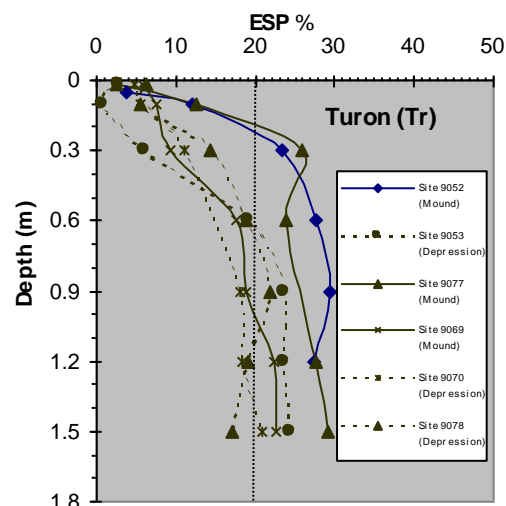 ESP %
0 10 20 30 40 50
0
0.3
0.6
0.9
1.2
1.5
1.8
Depth (m)
Turon (Tr)
Site 9052
(Mound)
Site 9053
(Depression)
Site 9077
(Mound)
Site 9069
(Mound)
Site 9070
(Depression)
Site 9078
(Depression)